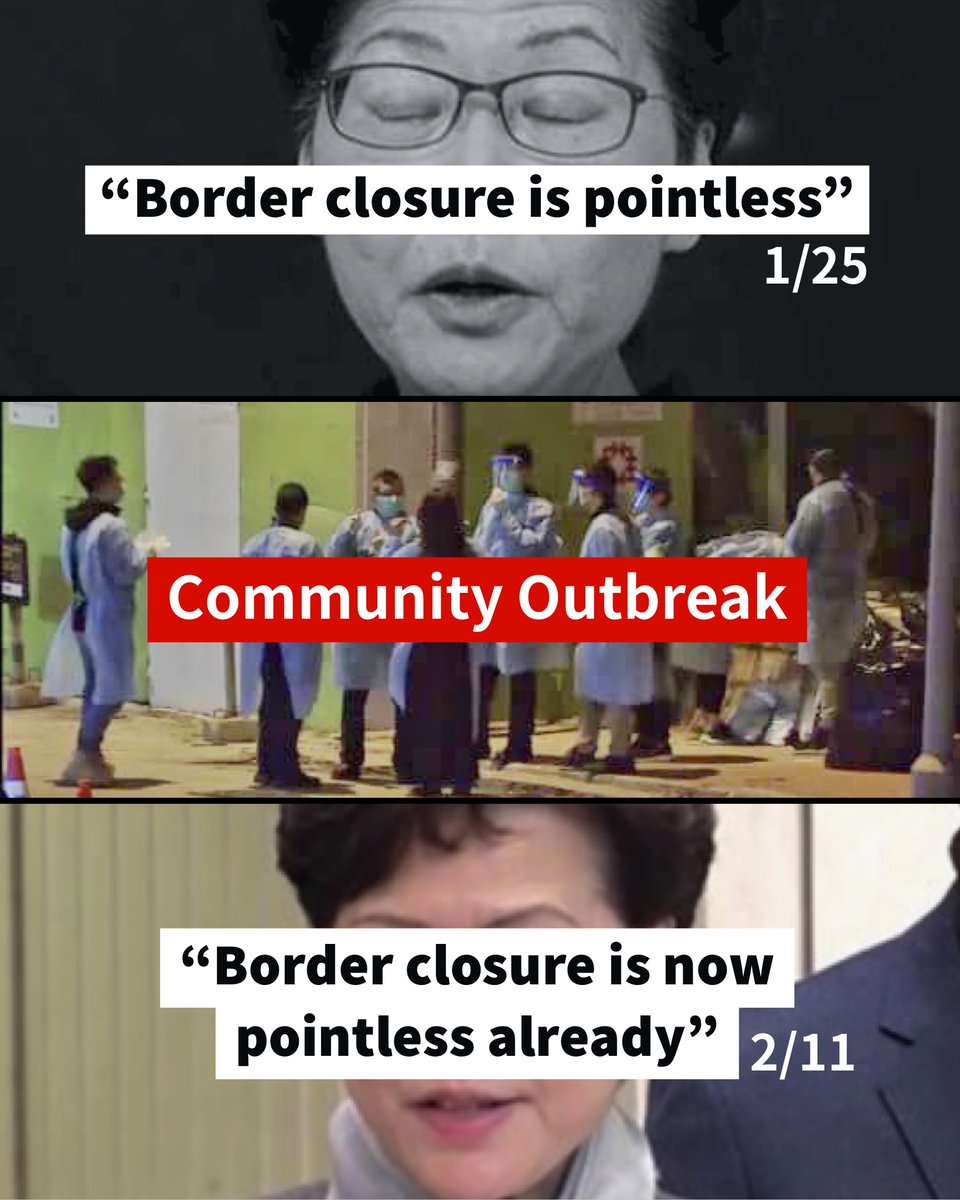 “Border closure is pointless”
1/25
Community Outbreak
“Border closure is now
pointless already”
2/11